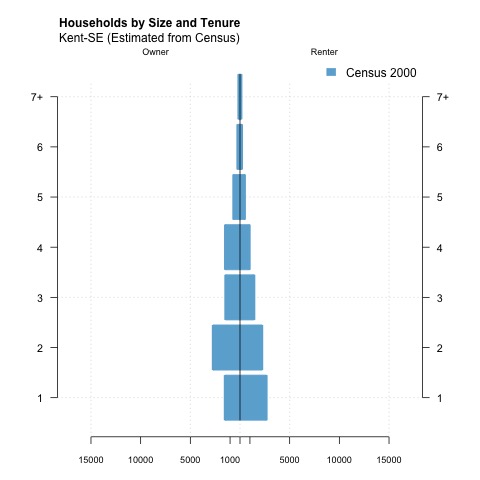 Households by Size and Tenure
Kent-SE (Estimated from Census)
Owner Renter
Census 2000
7+ 7+
6 6
5 5
4 4
3 3
2 2
1 1
15000 10000 5000 1000 5000 10000 15000